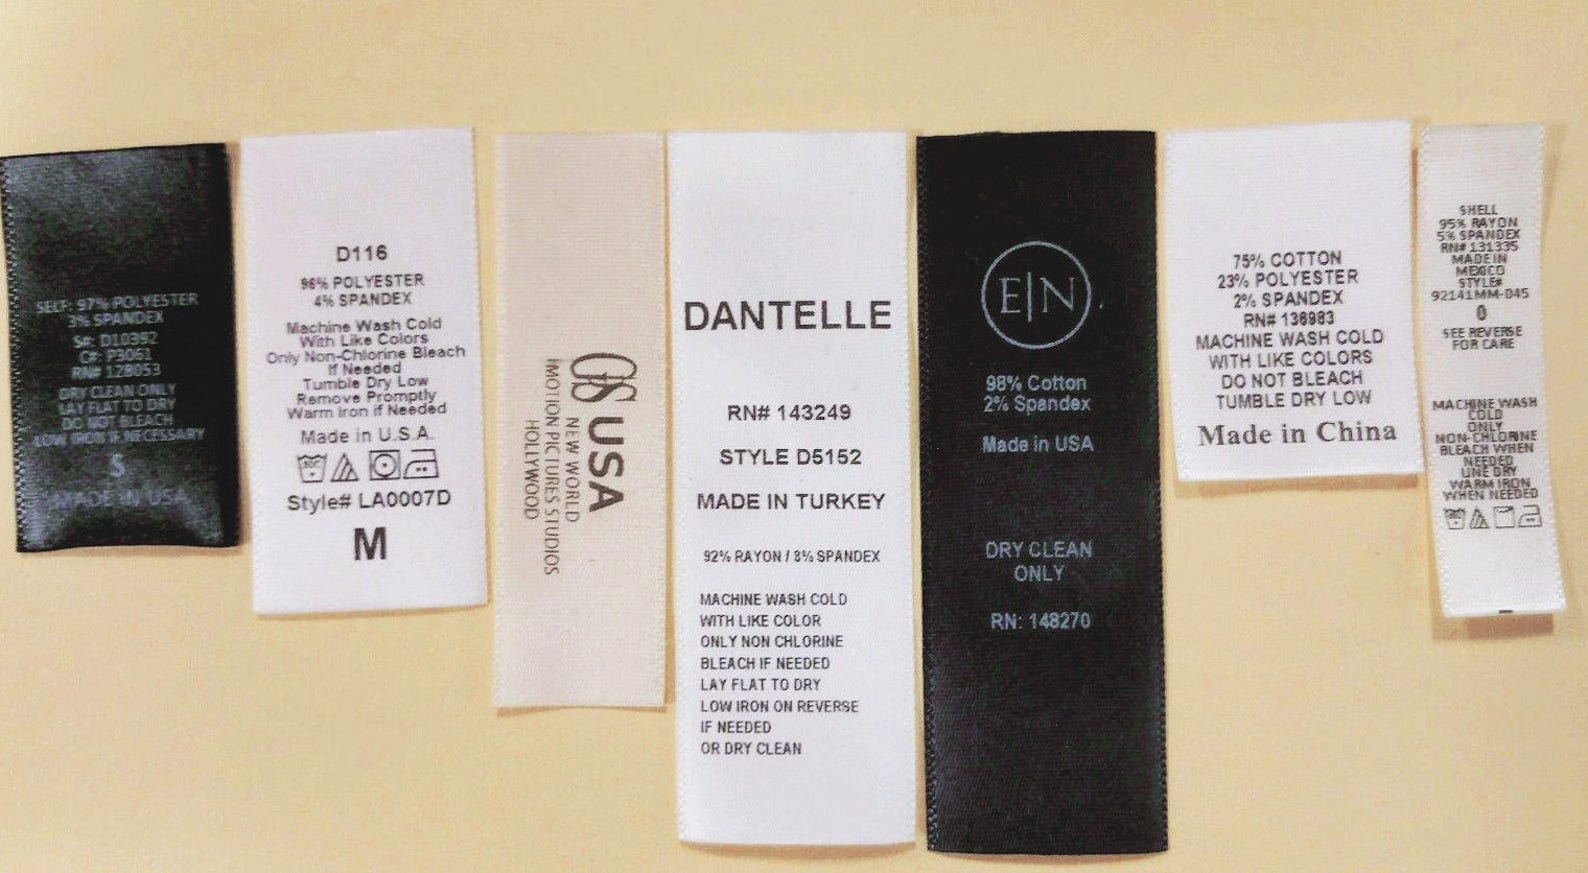 SELF: 97% POLYESTER
3% SPANDEX
S#: D10392
C#: P9061
RN# 128053
DRY CLEAN ONLY
LAY FLAT TO DRY
DO NOT BLEACH
LOW IRON IF NECESSARY
S
MADE IN USA
D116
96% POLYESTER
4% SPANDEX
Machine Wash Cold
With Like Colors
Only Non-Chlorine Bleach
If Needed
Tumble Dry Low
Remove Promptly
Warm Iron if Needed
Made in U.S.A.
Style# LA0007D
M
USA
NEW WORLD
MOTION PICTURES STUDIOS
HOLLYWOOD
DANTELLE
RN# 143249
STYLE D5152
MADE IN TURKEY
92% RAYON / 8% SPANDEX
MACHINE WASH COLD
WITH LIKE COLOR
ONLY NON CHLORINE
BLEACH IF NEEDED
LAY FLAT TO DRY
LOW IRON ON REVERSE
IF NEEDED
OR DRY CLEAN
E|N
98% Cotton
2% Spandex
Made in USA
DRY CLEAN
ONLY
RN: 148270
75% COTTON
23% POLYESTER
2% SPANDEX
RN# 136983
MACHINE WASH COLD
WITH LIKE COLORS
DO NOT BLEACH
TUMBLE DRY LOW
Made in China
SHELL
95% RAYON
5% SPANDEX
RN# 131335
MADE IN
MEXICO
STYLE#
92141MM-045
0
SEE REVERSE
FOR CARE
MACHINE WASH
COLD
ONLY
NON-CHLORINE
BLEACH WHEN
NEEDED
LINE DRY
WARM IRON
WHEN NEEDED